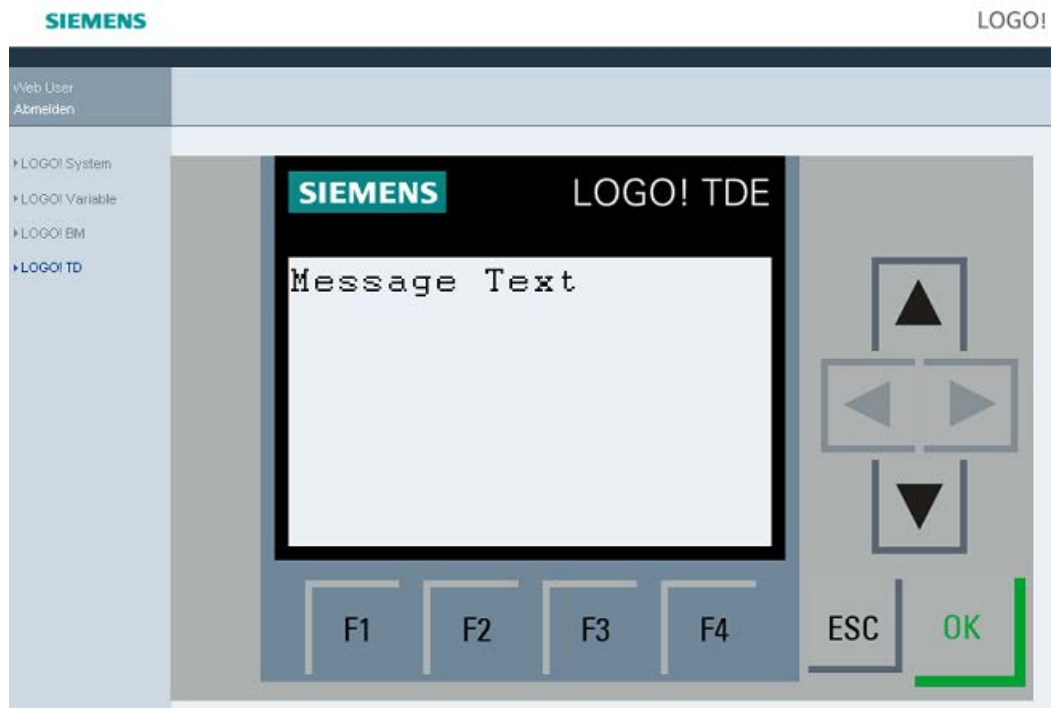 SIEMENS
LOGO!
Web User
Abmelden
LOGO! System
LOGO! Variable
LOGO! BM
LOGO! TD
SIEMENS
LOGO! TDE
Message Text
F1
F2
F3
F4
ESC
OK